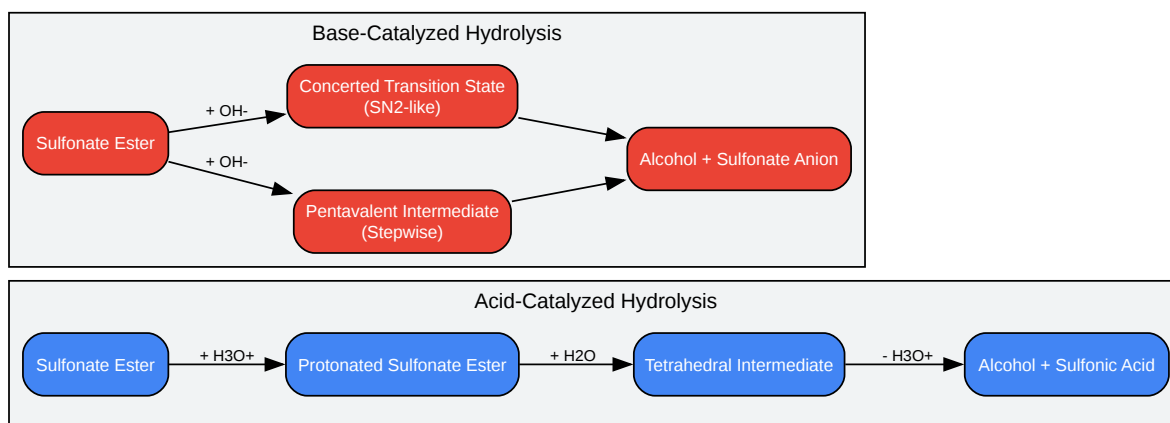 Base-Catalyzed Hydrolysis
Sulfonate Ester
+ OH-
+ OH-
Concerted Transition State
(SN2-like)
Pentavalent Intermediate
(Stepwise)
Alcohol + Sulfonate Anion
Acid-Catalyzed Hydrolysis
Sulfonate Ester
+ H3O+
Protonated Sulfonate Ester
+ H2O
Tetrahedral Intermediate
- H3O+
Alcohol + Sulfonic Acid